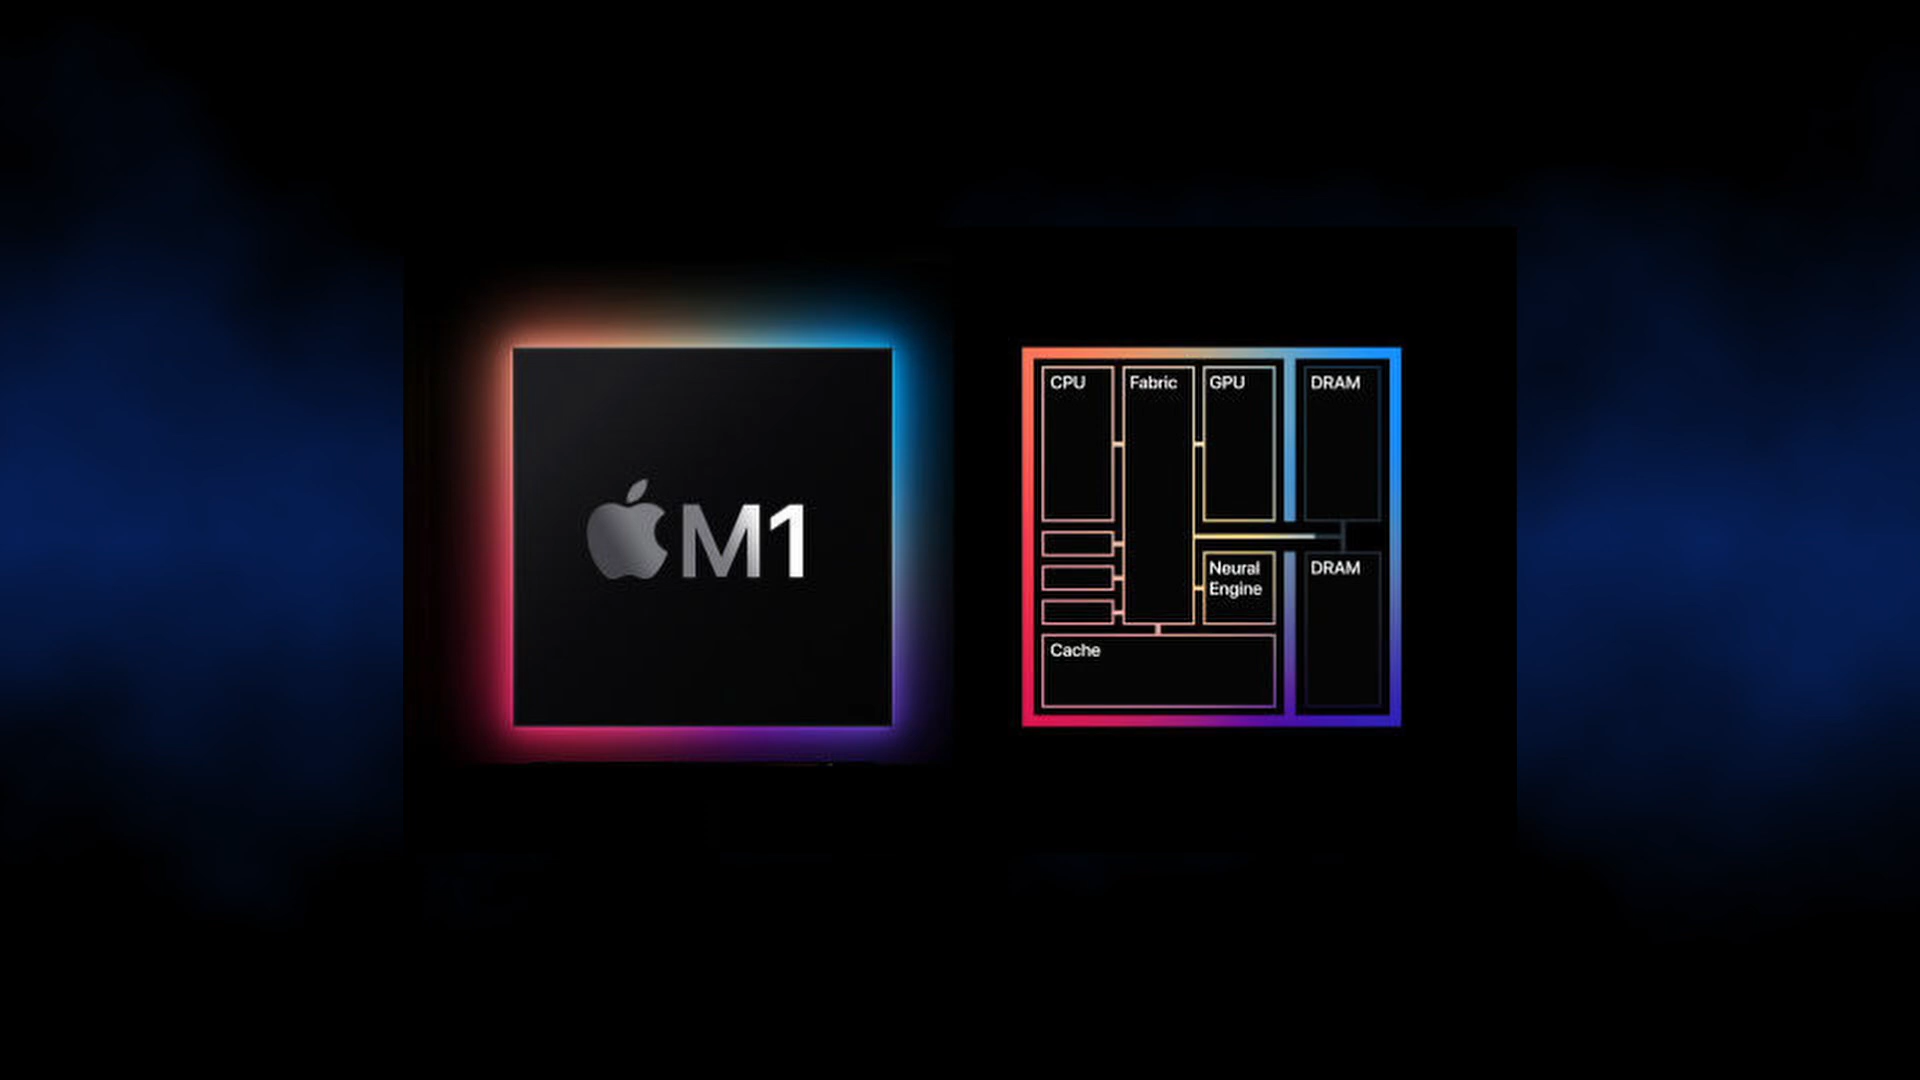 M1
CPU
Fabric
GPU
DRAM
Neural
Engine
DRAM
Cache